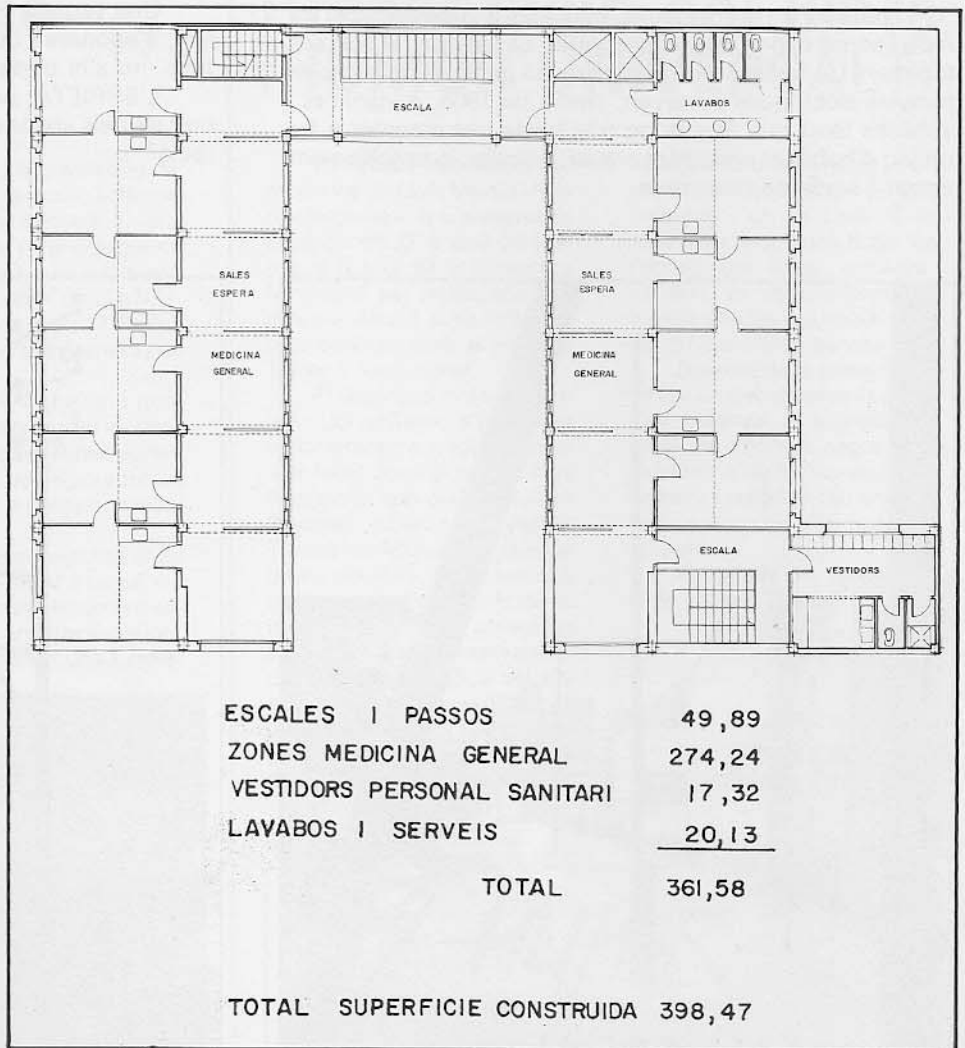 ESCALA
LAVABOS
SALES
ESPERA
SALES
ESPERA
MEDICINA
GENERAL
MEDICINA
GENERAL
ESCALA
VESTIDORS
ESCALES I PASSOS 49,89
ZONES MEDICINA GENERAL 274,24
VESTIDORS PERSONAL SANITARI 17,32
LAVABOS I SERVEIS 20,13
TOTAL 361,58
TOTAL SUPERFICIE CONSTRUIDA 398,47